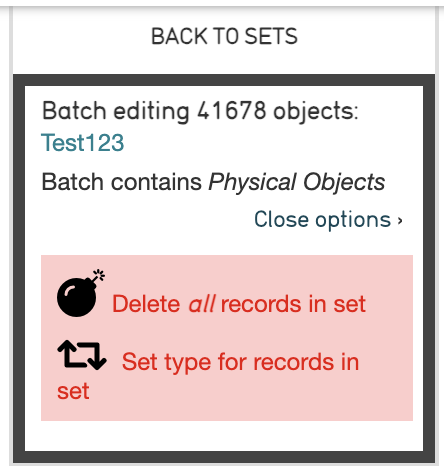 BACK TO SETS
Batch editing 41678 objects:
Test123
Batch contains Physical Objects
Close options ›
Delete all records in set
Set type for records in
set